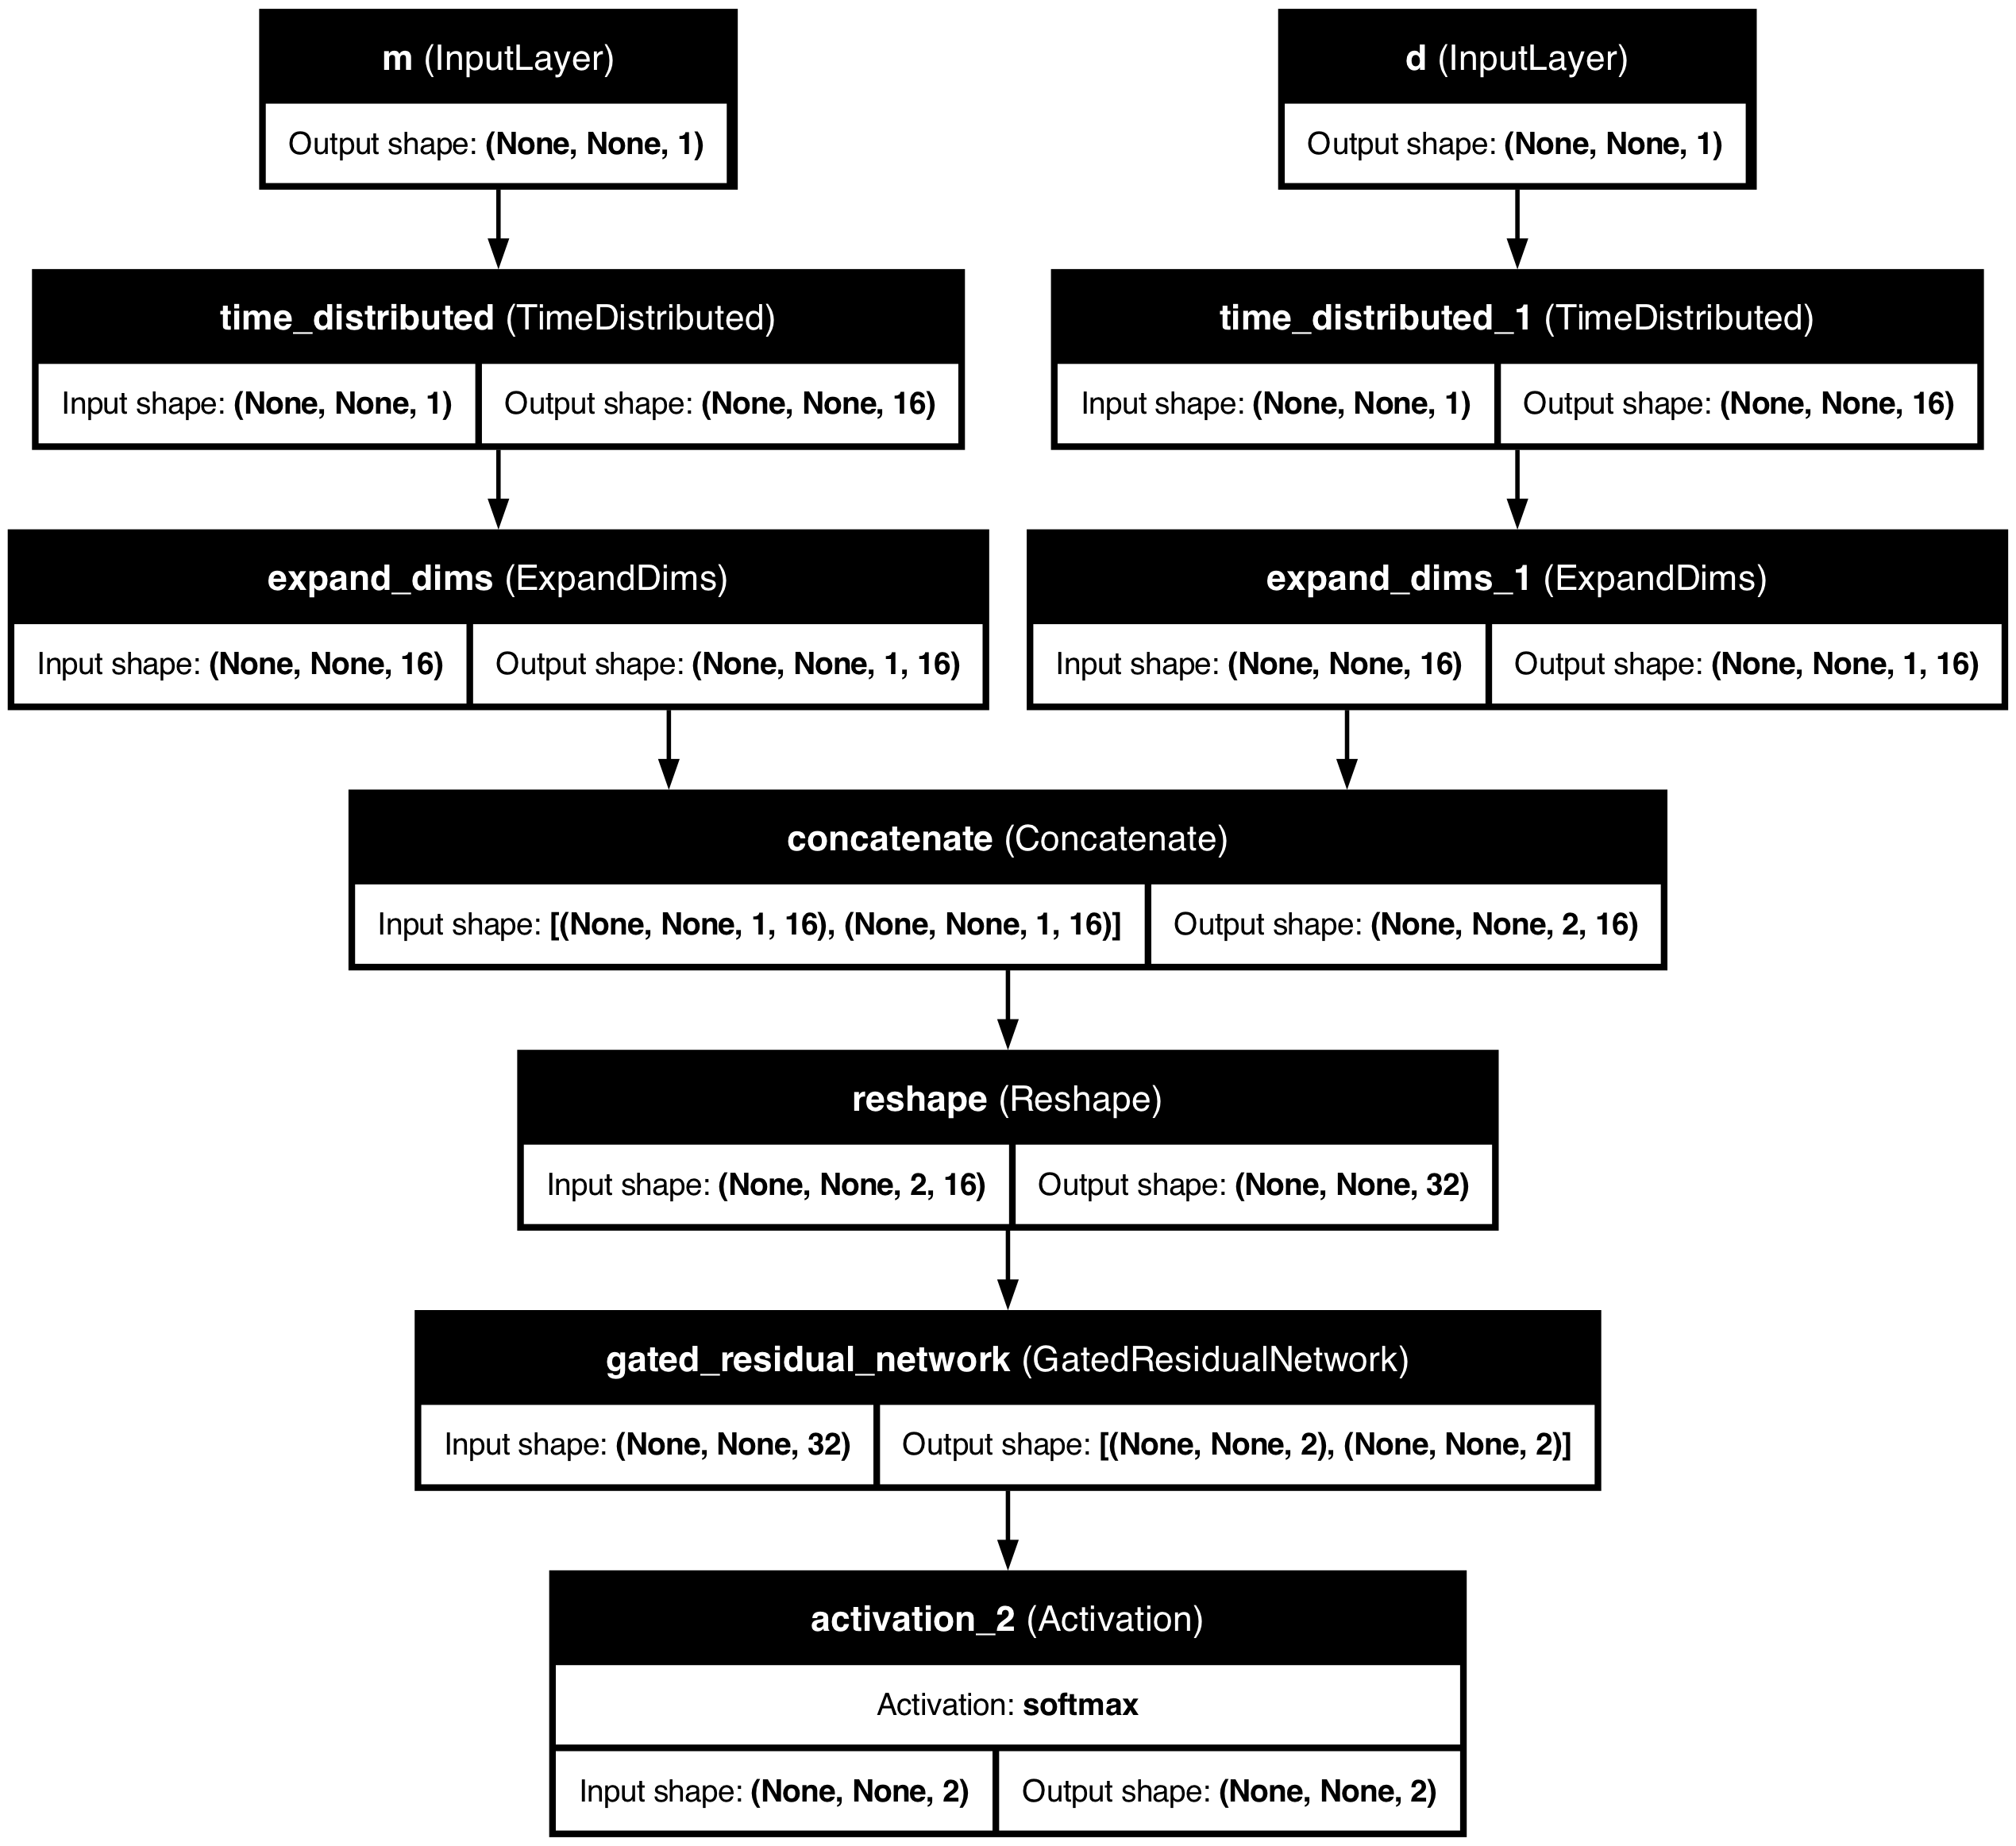 m (InputLayer)
d (InputLayer)
Output shape: (None, None, 1)
Output shape: (None, None, 1)
time_distributed (TimeDistributed)
time_distributed_1 (TimeDistributed)
Input shape: (None, None, 1)
Output shape: (None, None, 16)
Input shape: (None, None, 1)
Output shape: (None, None, 16)
expand_dims (ExpandDims)
expand_dims_1 (ExpandDims)
Input shape: (None, None, 16)
Output shape: (None, None, 1, 16)
Input shape: (None, None, 16)
Output shape: (None, None, 1, 16)
concatenate (Concatenate)
Input shape: [(None, None, 1, 16), (None, None, 1, 16)]
Output shape: (None, None, 2, 16)
reshape (Reshape)
Input shape: (None, None, 2, 16)
Output shape: (None, None, 32)
gated_residual_network (GatedResidualNetwork)
Input shape: (None, None, 32)
Output shape: [(None, None, 2), (None, None, 2)]
activation_2 (Activation)
Activation: softmax
Input shape: (None, None, 2)
Output shape: (None, None, 2)